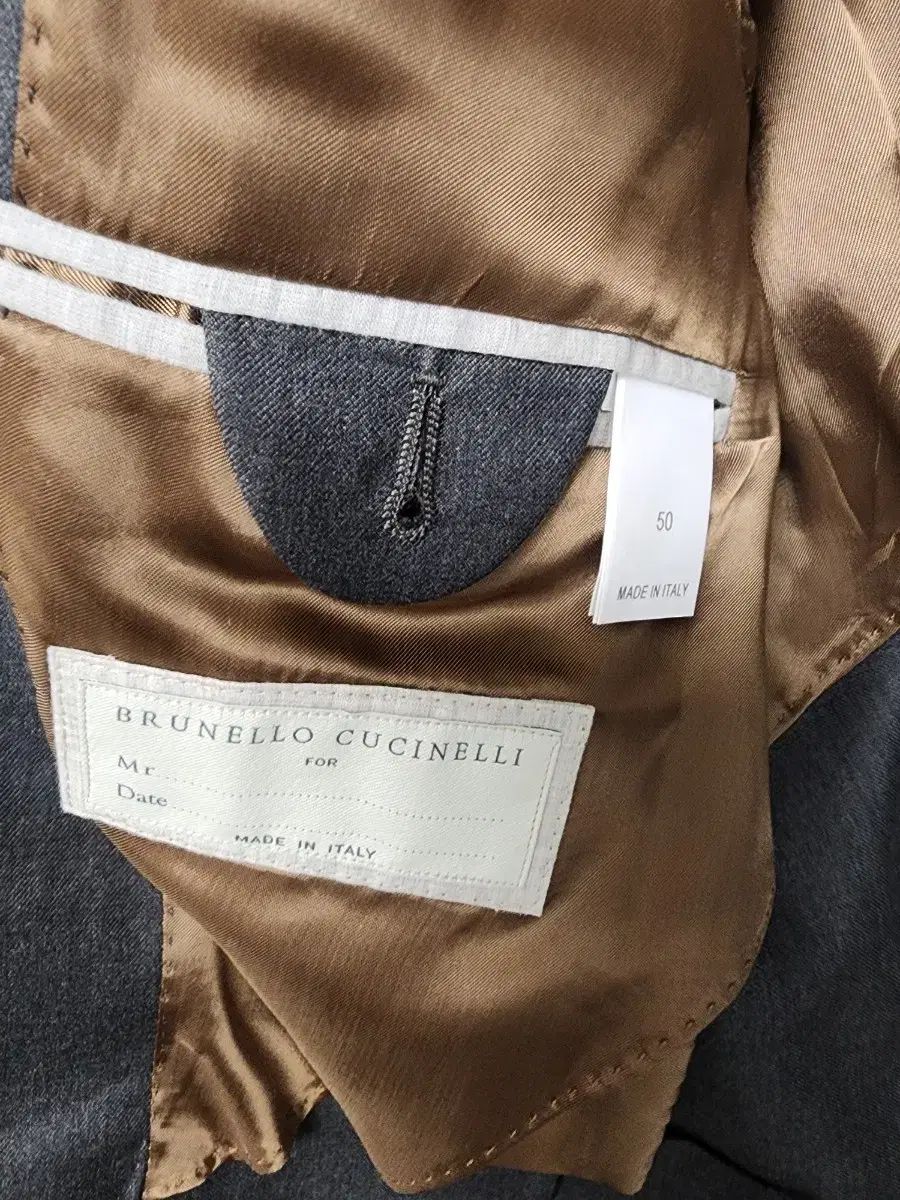 50
MADE IN ITALY
BRUNELLO CUCINELLI
FOR
Mr
Date
MADE IN ITALY